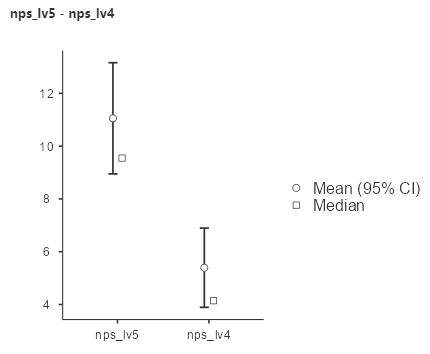 nps_lv5 - nps_lv4
12
10
8
6
4
nps_lv5 nps_lv4
Mean (95% CI)
Median